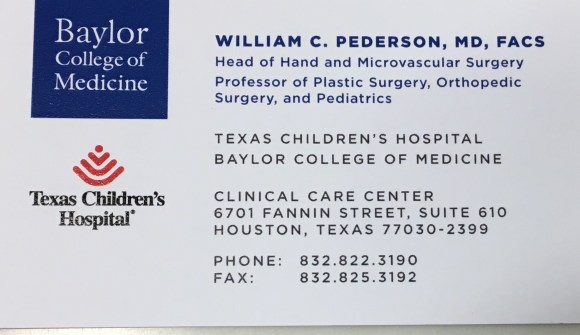 Baylor
College of
Medicine
Texas Children's
Hospital®
WILLIAM C. PEDERSON, MD, FACS
Head of Hand and Microvascular Surgery
Professor of Plastic Surgery, Orthopedic
Surgery, and Pediatrics
TEXAS CHILDREN'S HOSPITAL
BAYLOR COLLEGE OF MEDICINE
CLINICAL CARE CENTER
6701 FANNIN STREET, SUITE 610
HOUSTON, TEXAS 77030-2399
PHONE: 832.822.3190
FAX: 832.825.3192